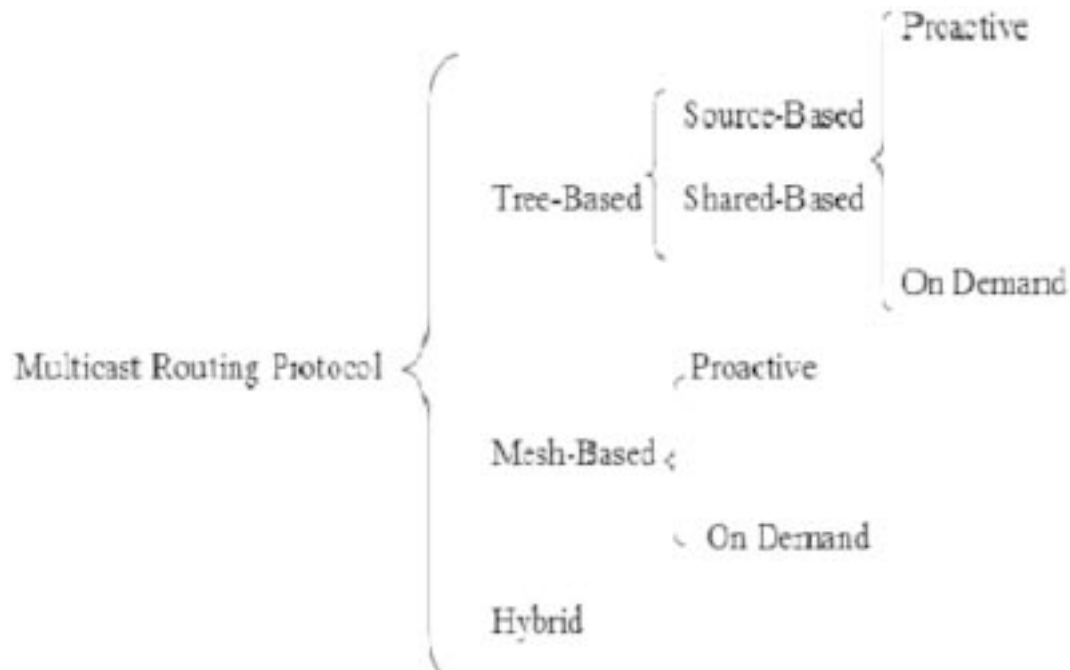 Proactive
Source-Based
Tree-Based
Shared-Based
On Demand
Multicast Routing Protocol
Proactive
Mesh-Based
On Demand
Hybrid